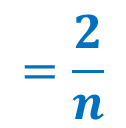 = 2/n